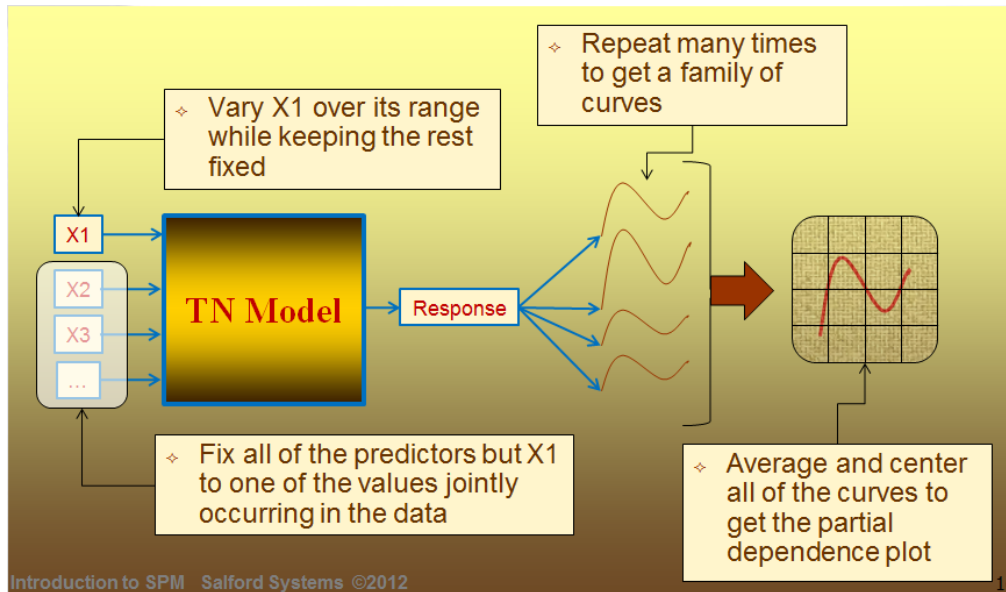 ✧ Repeat many times
to get a family of
curves
✧ Vary X1 over its range
while keeping the rest
fixed
X1
X2
X3
...
TN Model
Response
✧ Fix all of the predictors but X1
to one of the values jointly
occurring in the data
✧ Average and center
all of the curves to
get the partial
dependence plot
Introduction to SPM Salford Systems ©2012
1